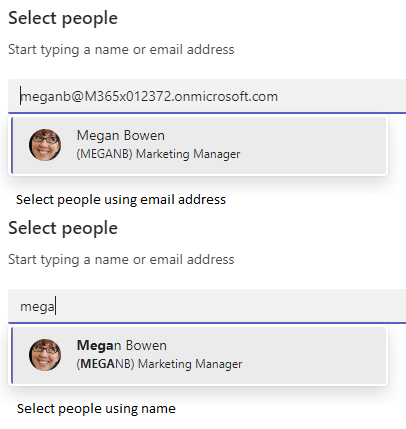 Select people
Start typing a name or email address
meganb@M365x012372.onmicrosoft.com
Megan Bowen
(MEGANB) Marketing Manager
Select people using email address
Select people
Start typing a name or email address
mega
Megan Bowen
(MEGANB) Marketing Manager
Select people using name